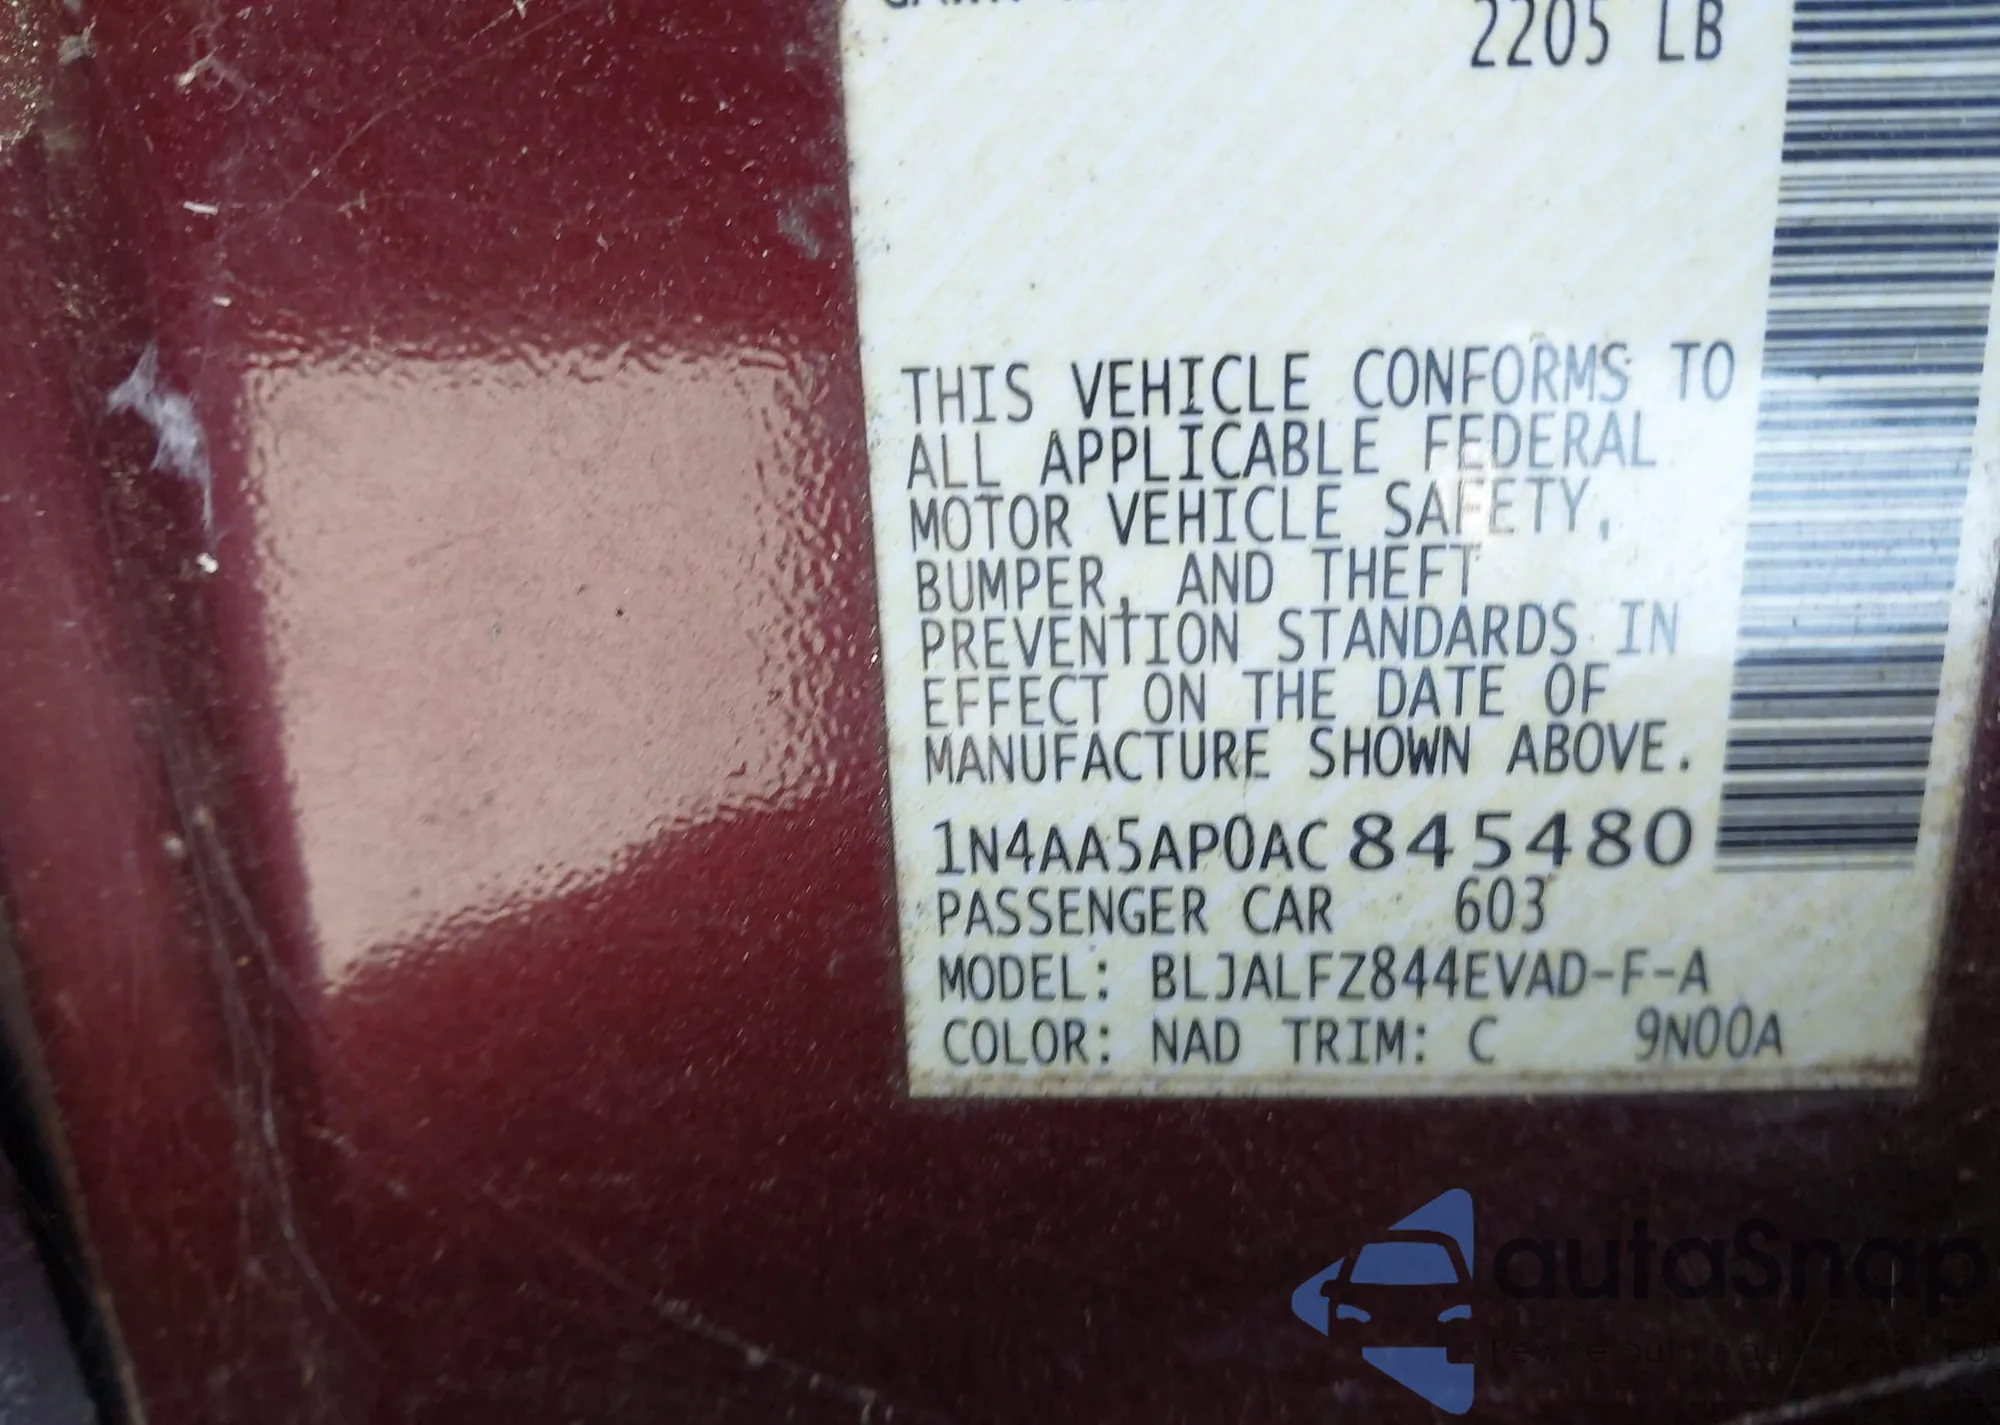 2205 LB
THIS VEHICLE CONFORMS TO
ALL APPLICABLE FEDERAL
MOTOR VEHICLE SAFETY,
BUMPER, AND THEFT
PREVENTION STANDARDS IN
EFFECT ON THE DATE OF
MANUFACTURE SHOWN ABOVE.
1N4AA5AP0AC845480
PASSENGER CAR 603
MODEL: BLJALFZ844EVAD-F-A
COLOR: NAD TRIM: C 9N00A
autaSnap